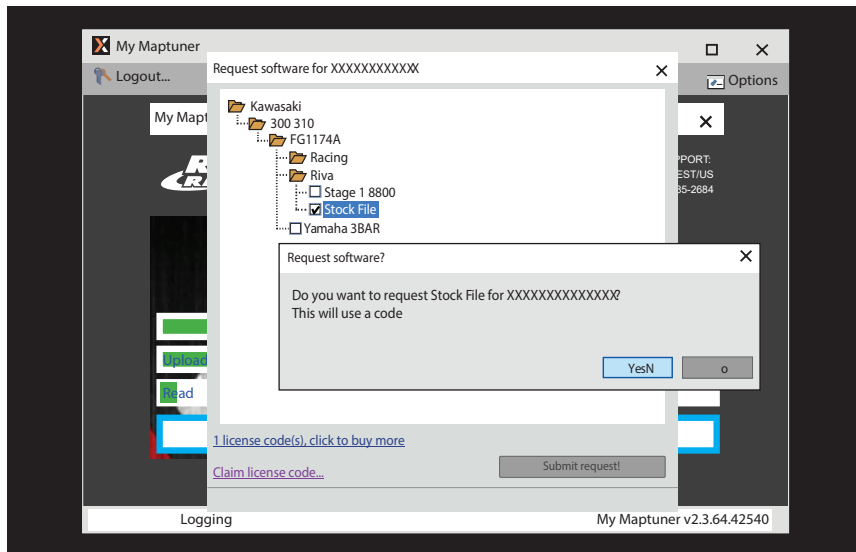 My Maptuner
Logout...
Options
Request software for XXXXXXXXXXXX
My Mapt
Kawasaki
300 310
FG1174A
Racing
Riva
Stage 1 8800
Stock File
Yamaha 3BAR
PPORT:
EST/US
85-2684
Request software?
Do you want to request Stock File for XXXXXXXXXXXXXX?
This will use a code
YesN
o
Upload
Read
1 license code(s), click to buy more
Claim license code...
Submit request!
Logging
My Maptuner v2.3.64.42540